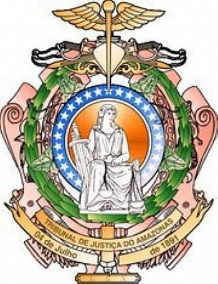 TRIBUNAL DE JUSTIÇA DO AMAZONAS
04 de Julho
de 1891